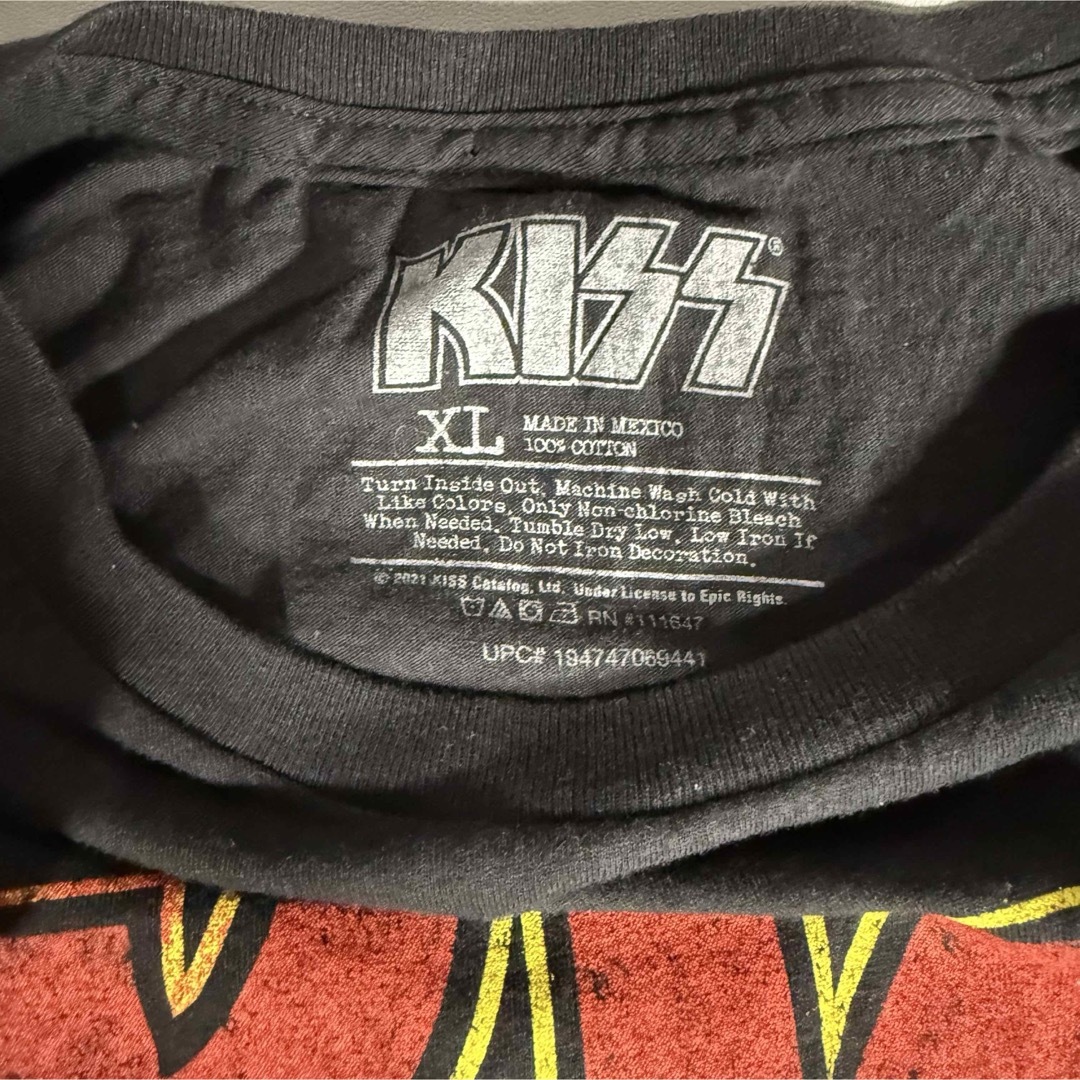 KISS®
XL
MADE IN MEXICO
100% COTTON
Turn Inside Out. Machine Wash Cold With
Like Colors. Only Non-chlorine Bleach
When Needed. Tumble Dry Low. Low Iron If
Needed. Do Not Iron Decoration.
© 2021 KISS Catalog, Ltd. Under License to Epic Rights.
RN #111647
UPC# 194747069441